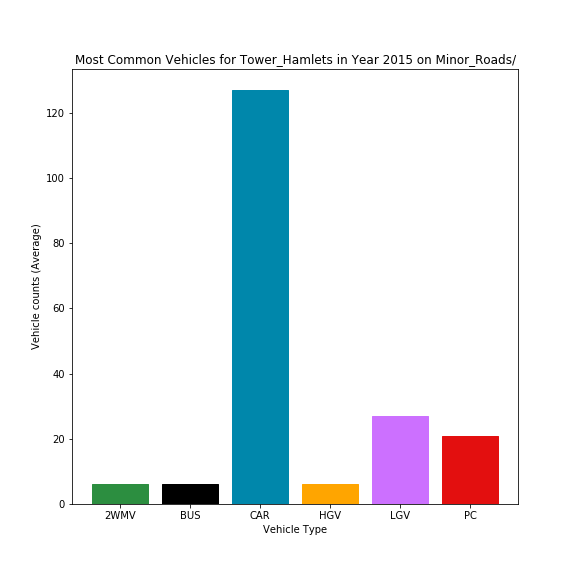 Most Common Vehicles for Tower_Hamlets in Year 2015 on Minor_Roads/
120
100
80
60
40
20
0
Vehicle counts (Average)
2WMV BUS CAR HGV LGV PC
Vehicle Type